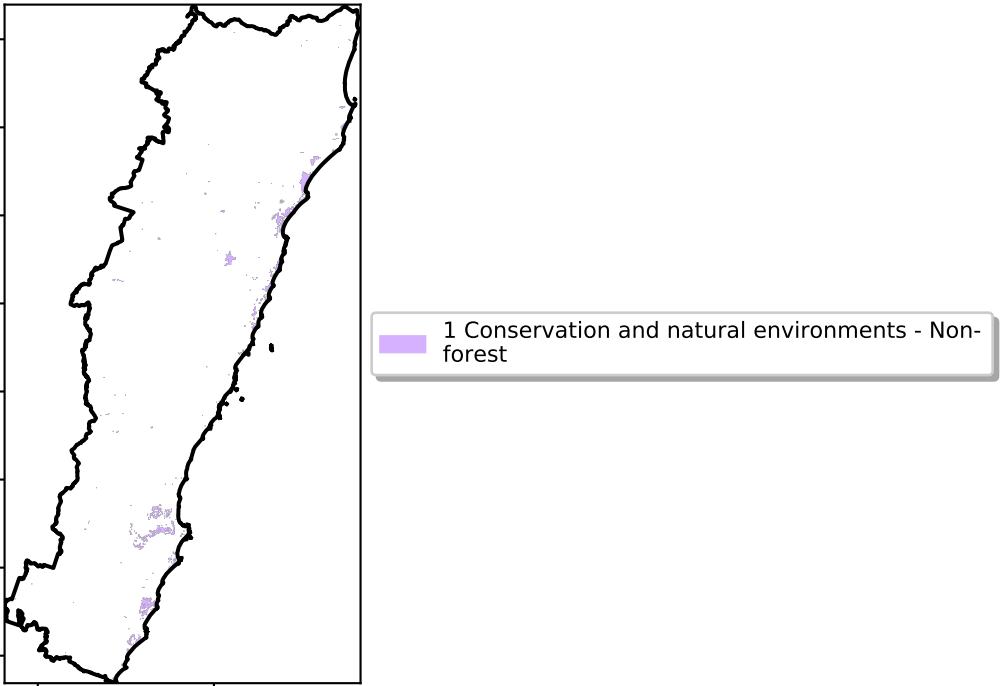 1 Conservation and natural environments - Non-
forest